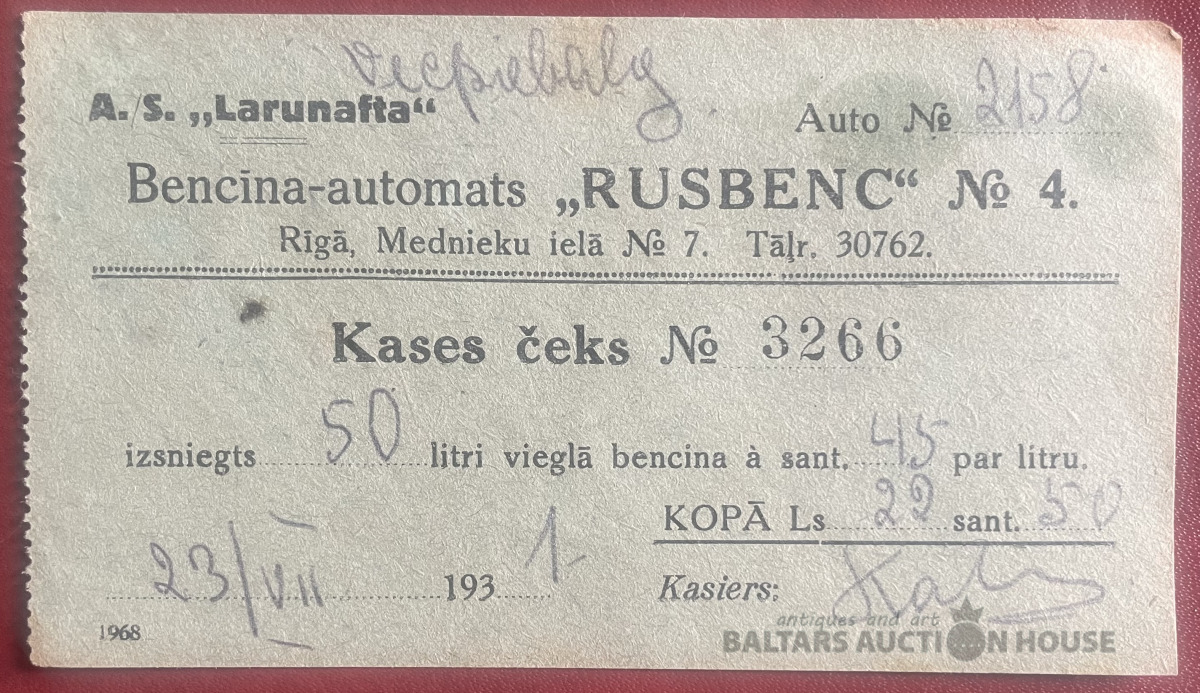 Vecpiebalg
A./S. „Larunafta“
Auto № 2158
Bencīna-automats „RUSBENC“ № 4.
Rīgā, Mednieku ielā № 7. Tāļr. 30762.
Kases čeks № 3266
izsniegts 50 litri vieglā bencina à sant. 45 par litru.
KOPĀ Ls 22 sant. 50
23/VII 1931
Kasiers:
1968
antiques and art
BALTARS AUCTION HOUSE